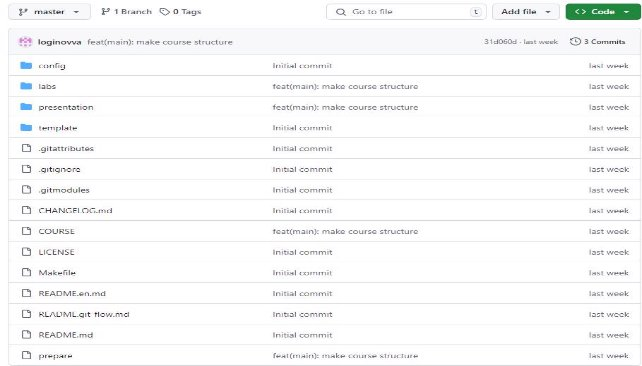 master 1 Branch 0 Tags Go to file t Add file Code
loginovva feat(main): make course structure 31d060d · last week 3 Commits
config Initial commit last week
labs feat(main): make course structure last week
presentation feat(main): make course structure last week
template Initial commit last week
.gitattributes Initial commit last week
.gitignore Initial commit last week
.gitmodules Initial commit last week
CHANGELOG.md Initial commit last week
COURSE feat(main): make course structure last week
LICENSE Initial commit last week
Makefile Initial commit last week
README.en.md Initial commit last week
README.git-flow.md Initial commit last week
README.md Initial commit last week
prepare feat(main): make course structure last week